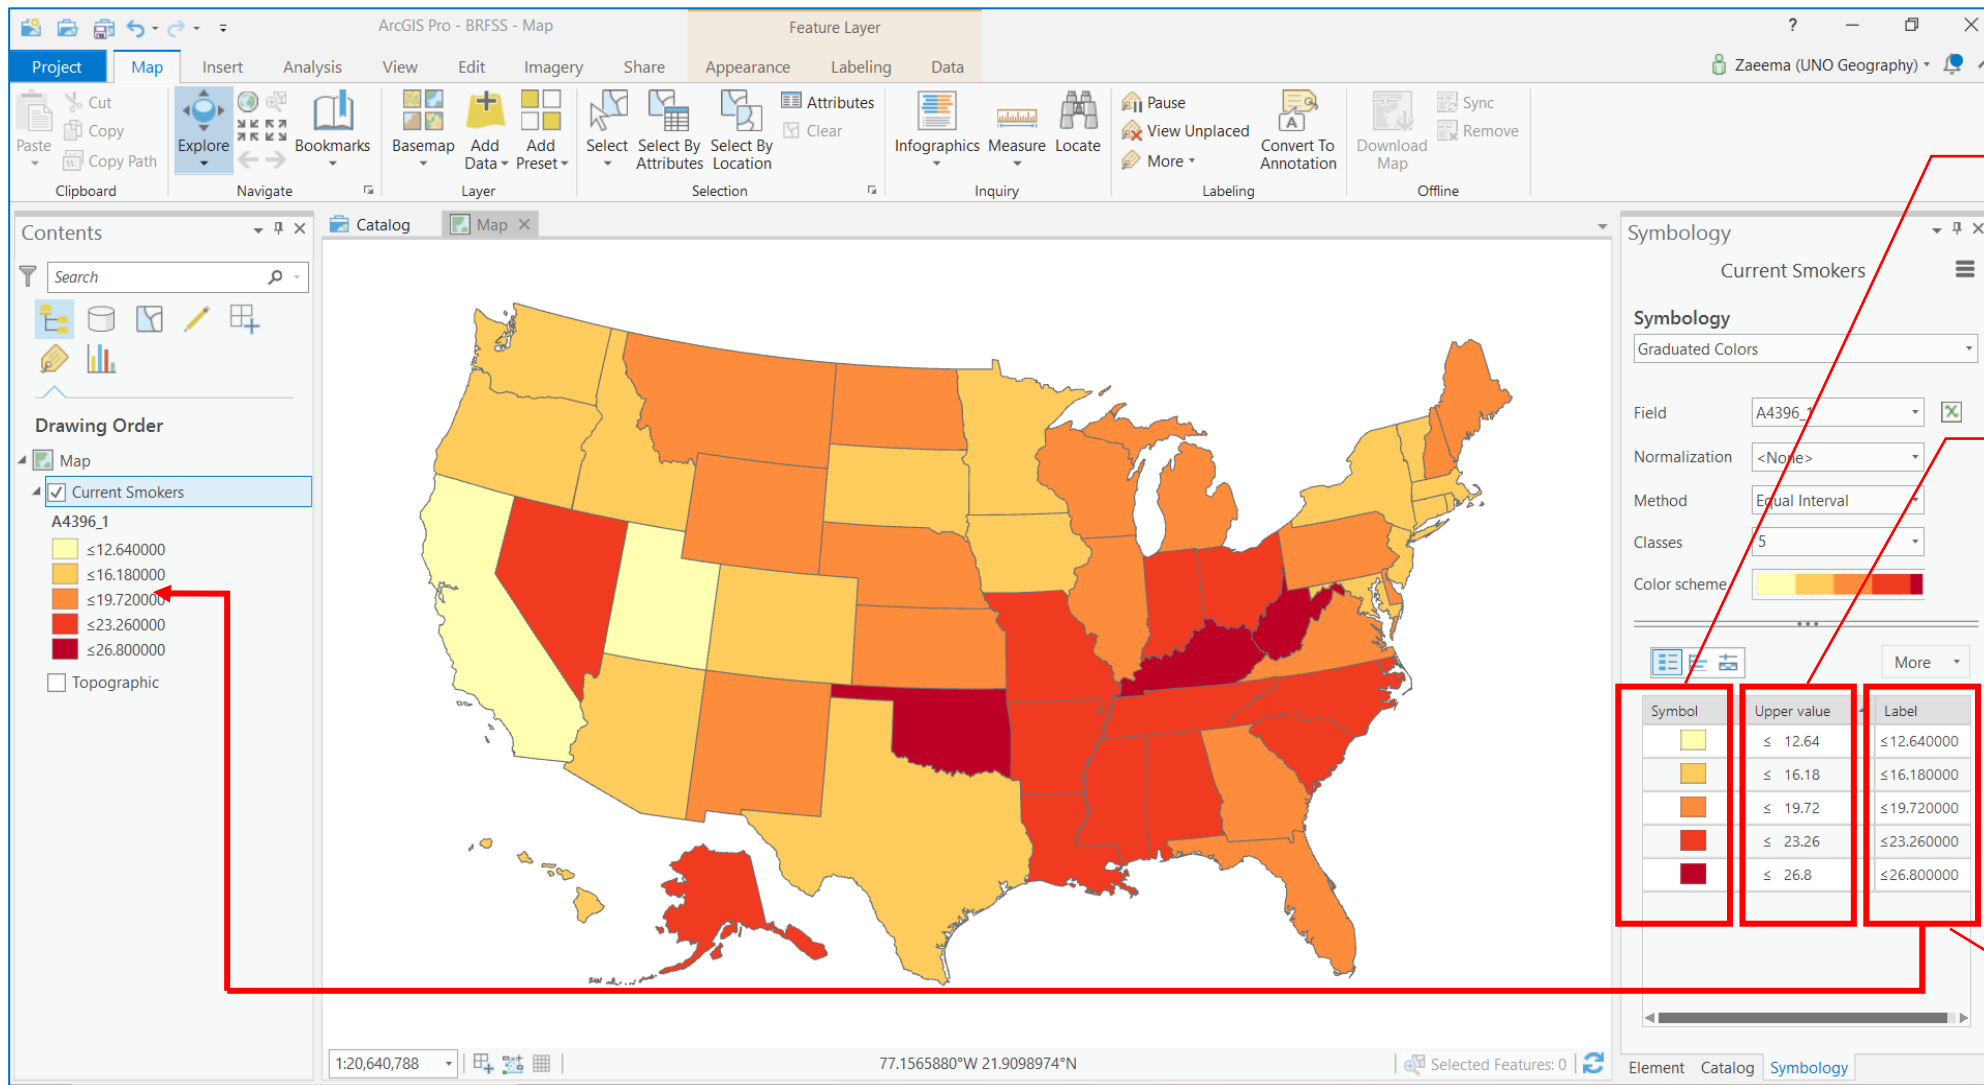 ArcGIS Pro - BRFSS - Map
Feature Layer
?
Project Map Insert Analysis View Edit Imagery Share Appearance Labeling Data
Zaeema (UNO Geography)
Paste
Cut
Copy
Copy Path
Clipboard
Explore
Bookmarks
Navigate
Basemap
Add Data
Add Preset
Layer
Select
Select By Attributes
Select By Location
Attributes
Clear
Selection
Infographics
Measure
Locate
Inquiry
Pause
View Unplaced
More
Convert To Annotation
Labeling
Download Map
Sync
Remove
Offline
Contents
Search
Drawing Order
Map
Current Smokers
A4396_1
≤12.640000
≤16.180000
≤19.720000
≤23.260000
≤26.800000
Topographic
Catalog
Map
1:20,640,788
77.1565880°W 21.9098974°N
Selected Features: 0
Symbology
Current Smokers
Symbology
Graduated Colors
Field A4396_1
Normalization <None>
Method Equal Interval
Classes 5
Color scheme
More
Symbol Upper value Label
≤ 12.64 ≤12.640000
≤ 16.18 ≤16.180000
≤ 19.72 ≤19.720000
≤ 23.26 ≤23.260000
≤ 26.8 ≤26.800000
Element Catalog Symbology